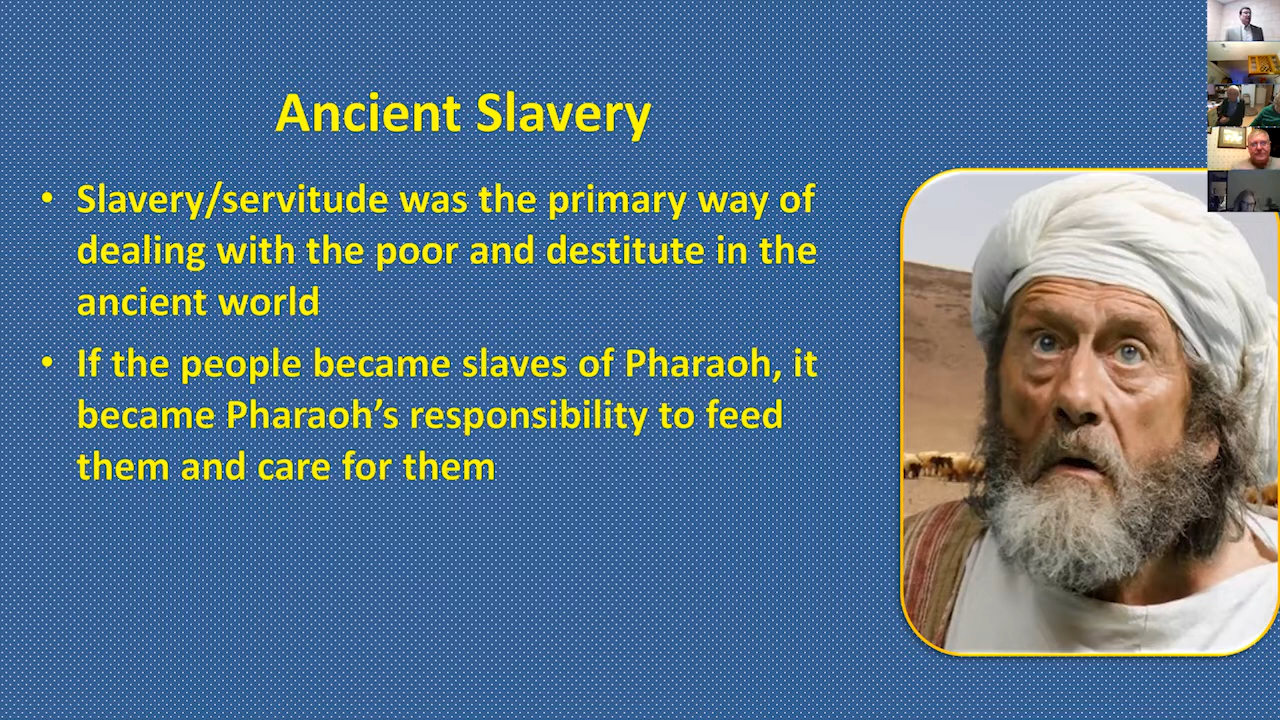 Ancient Slavery
• Slavery/servitude was the primary way of
dealing with the poor and destitute in the
ancient world
• If the people became slaves of Pharaoh, it
became Pharaoh’s responsibility to feed
them and care for them